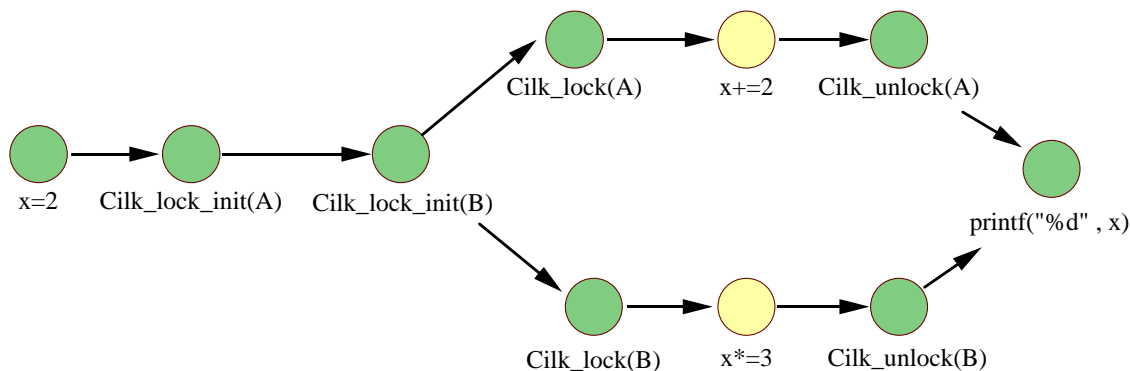 Cilk_lock(A)
x+=2
Cilk_unlock(A)
x=2
Cilk_lock_init(A)
Cilk_lock_init(B)
printf("%d" , x)
Cilk_lock(B)
x*=3
Cilk_unlock(B)